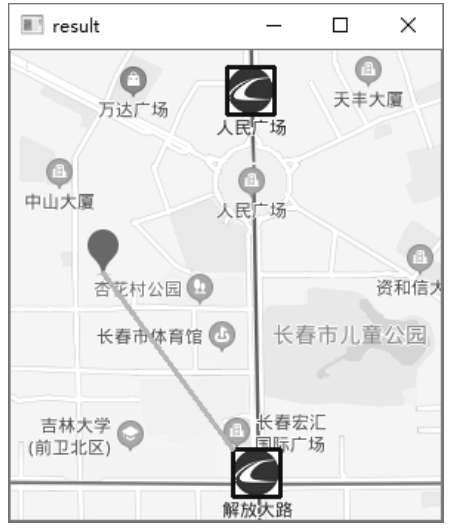 result
万达广场
天丰大厦
人民广场
中山大厦
人民广场
杏花村公园
资和信大
长春市体育馆
长春市儿童公园
吉林大学
(前卫北区)
长春宏汇
国际广场
解放大路